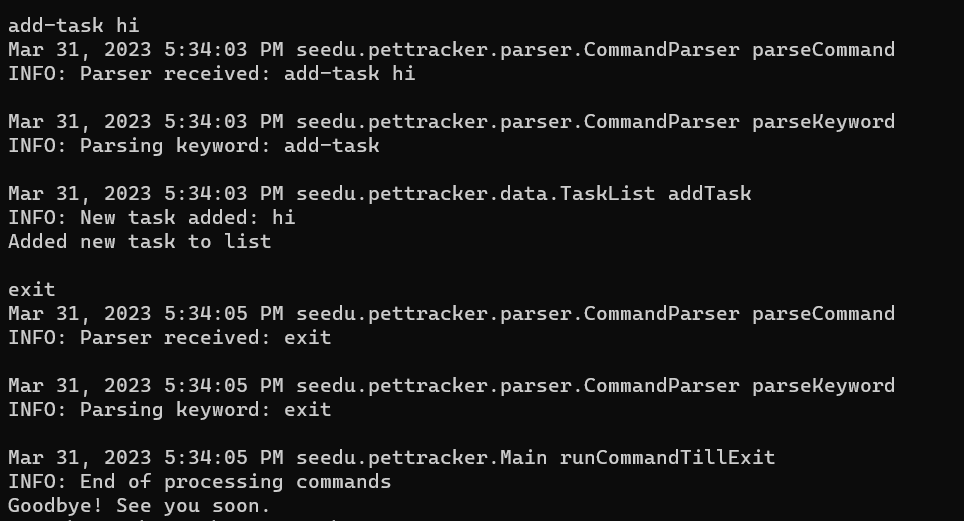 add-task hi
Mar 31, 2023 5:34:03 PM seedu.pettracker.parser.CommandParser parseCommand
INFO: Parser received: add-task hi
Mar 31, 2023 5:34:03 PM seedu.pettracker.parser.CommandParser parseKeyword
INFO: Parsing keyword: add-task
Mar 31, 2023 5:34:03 PM seedu.pettracker.data.TaskList addTask
INFO: New task added: hi
Added new task to list
exit
Mar 31, 2023 5:34:05 PM seedu.pettracker.parser.CommandParser parseCommand
INFO: Parser received: exit
Mar 31, 2023 5:34:05 PM seedu.pettracker.parser.CommandParser parseKeyword
INFO: Parsing keyword: exit
Mar 31, 2023 5:34:05 PM seedu.pettracker.Main runCommandTillExit
INFO: End of processing commands
Goodbye! See you soon.